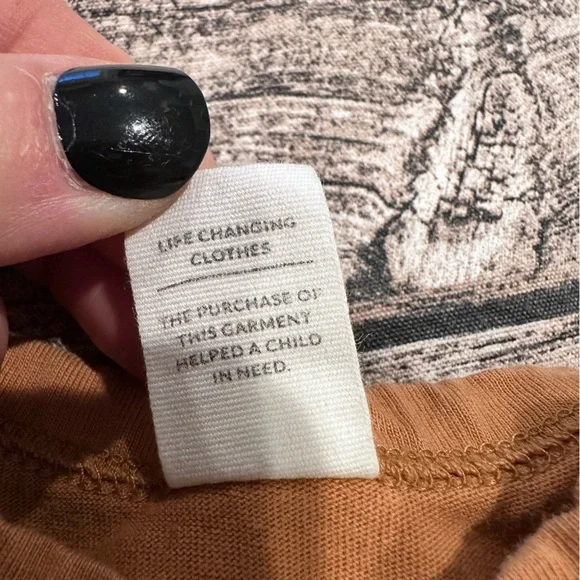 LIFE CHANGING
CLOTHES
THE PURCHASE OF
THIS GARMENT
HELPED A CHILD
IN NEED.